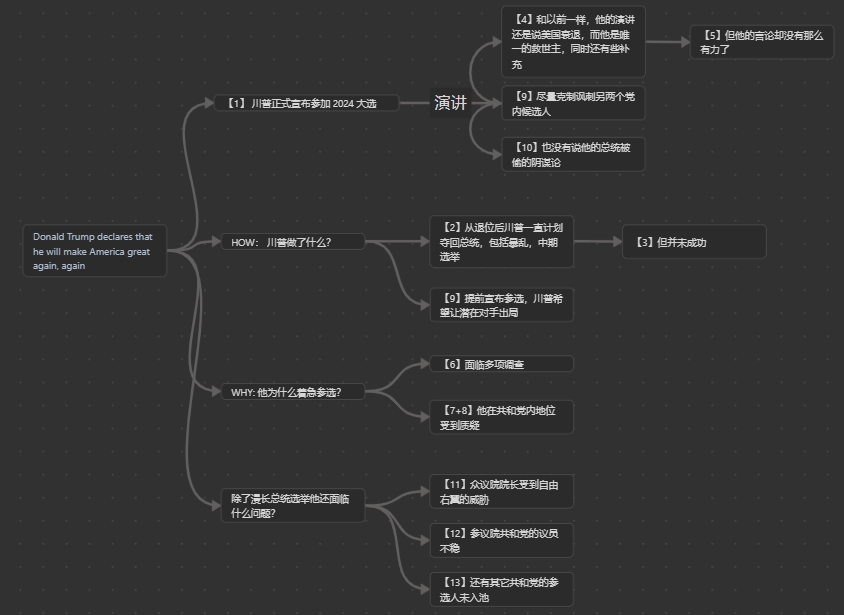 Donald Trump declares that
he will make America great
again, again
【1】 川普正式宣布参加 2024 大选
演讲
【4】和以前一样，他的演讲
还是说美国衰退，而他是唯
一的救世主，同时还有些补
充
【5】但他的言论却没有那么
有力了
【9】尽量克制讽刺另两个党
内候选人
【10】也没有说他的总统被
偷的阴谋论
HOW： 川普做了什么？
【2】从退位后川普一直计划
夺回总统，包括暴乱，中期
选举
【3】但并未成功
【9】提前宣布参选，川普希
望让潜在对手出局
WHY: 他为什么着急参选？
【6】面临多项调查
【7+8】他在共和党内地位
受到质疑
除了漫长总统选举他还面临
什么问题？
【11】众议院院长受到自由
右翼的威胁
【12】参议院共和党的议员
不稳
【13】还有其它共和党的参
选人未入池